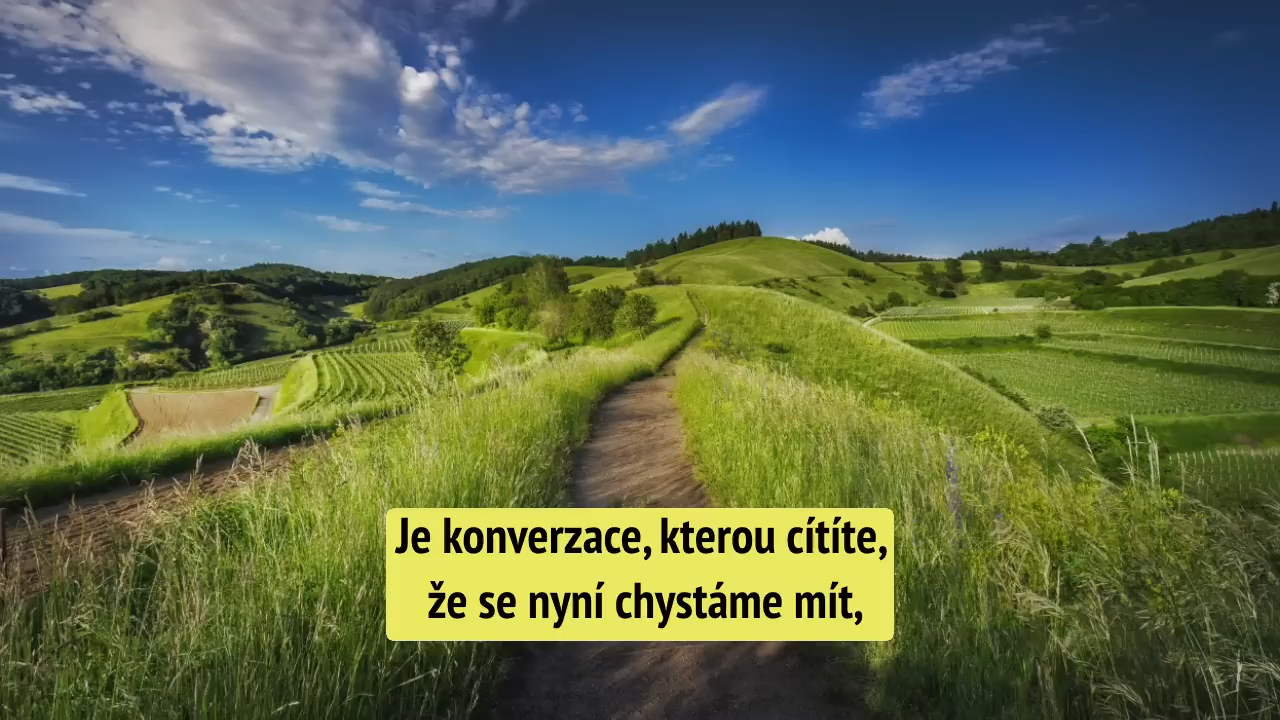 Je konverzace, kterou cítíte,
že se nyní chystáme mít,